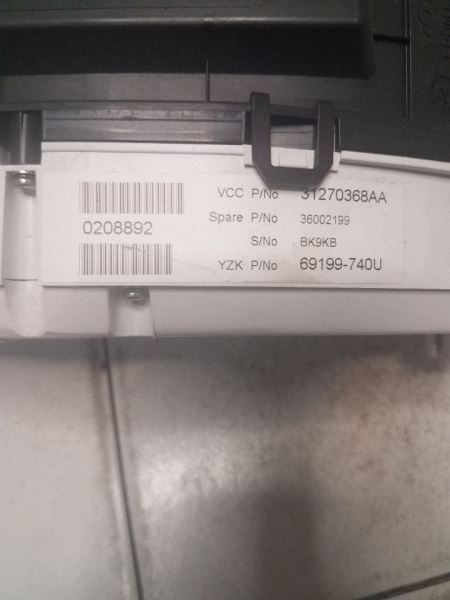 VCC P/No 31270368AA
0208892
Spare P/No 36002199
S/No BK9KB
YZK P/No 69199-740U